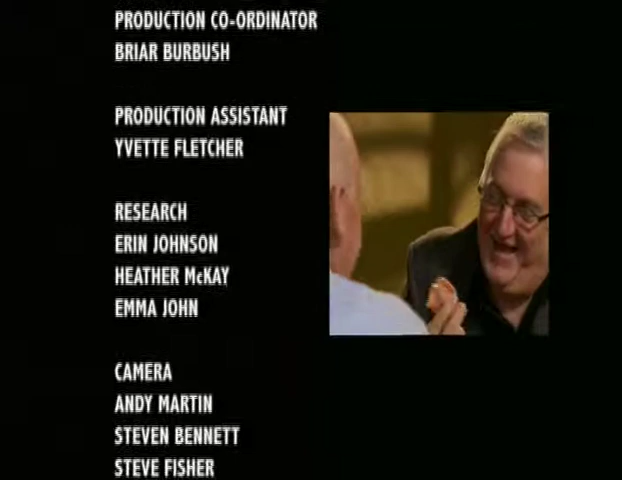 PRODUCTION CO-ORDINATOR
BRIAR BURBUSH
PRODUCTION ASSISTANT
YVETTE FLETCHER
RESEARCH
ERIN JOHNSON
HEATHER McKAY
EMMA JOHN
CAMERA
ANDY MARTIN
STEVEN BENNETT
STEVE FISHER